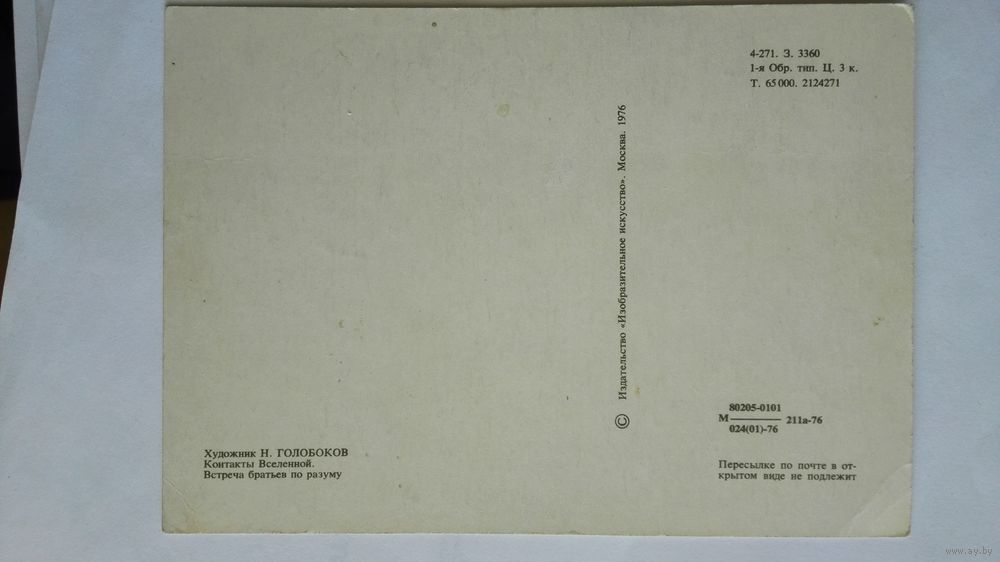 4-271. З. 3360
1-я Обр. тип. Ц. 3 к.
Т. 65 000. 2124271
© Издательство «Изобразительное искусство». Москва. 1976
80205-0101
М ——— 211а-76
024(01)-76
Художник Н. ГОЛОБОКОВ
Контакты Вселенной.
Встреча братьев по разуму
Пересылке по почте в от-
крытом виде не подлежит
www.ay.by